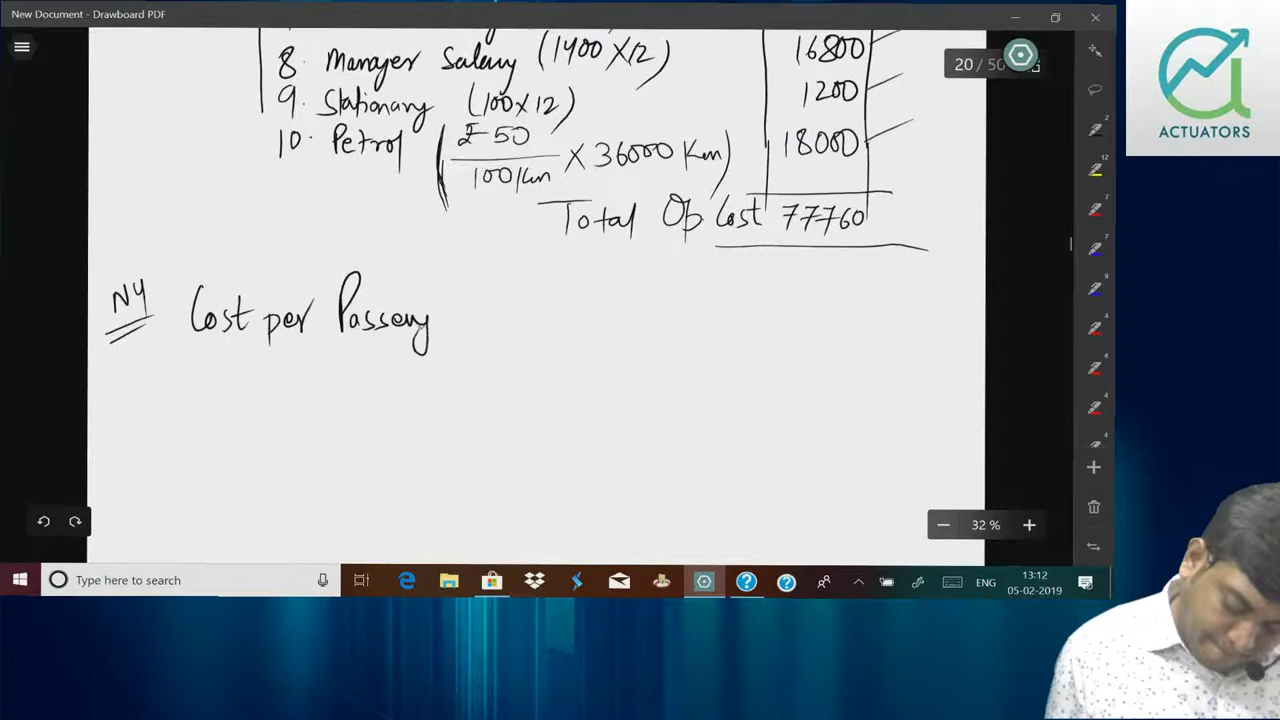 New Document - Drawboard PDF
8. Manager Salary (1400 X 12) 16800
9. Stationary (100 X 12) 1200
10. Petrol (₹50 / 100 Km X 36000 Km) 18000
Total Op Cost 77760
Cost per Passeng
20 / 50
ACTUATORS
32 %
Type here to search
ENG
13:12
05-02-2019